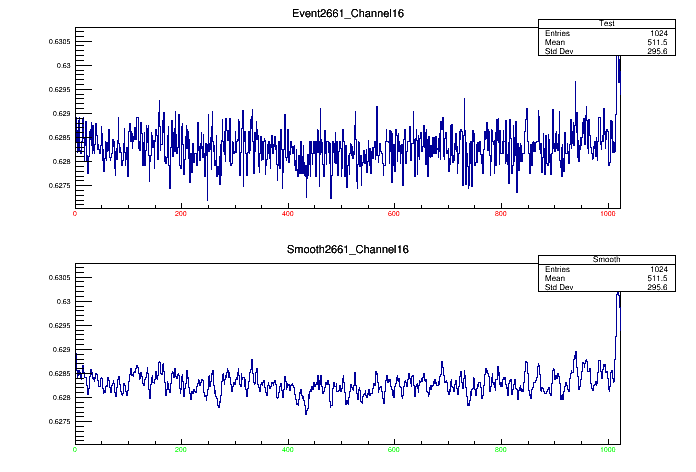 Event2661_Channel16
Test
Entries 1024
Mean 511.5
Std Dev 295.6
0.6305
0.63
0.6295
0.629
0.6285
0.628
0.6275
0 200 400 600 800 1000
Smooth2661_Channel16
Smooth
Entries 1024
Mean 511.5
Std Dev 295.6
0.6305
0.63
0.6295
0.629
0.6285
0.628
0.6275
0 200 400 600 800 1000